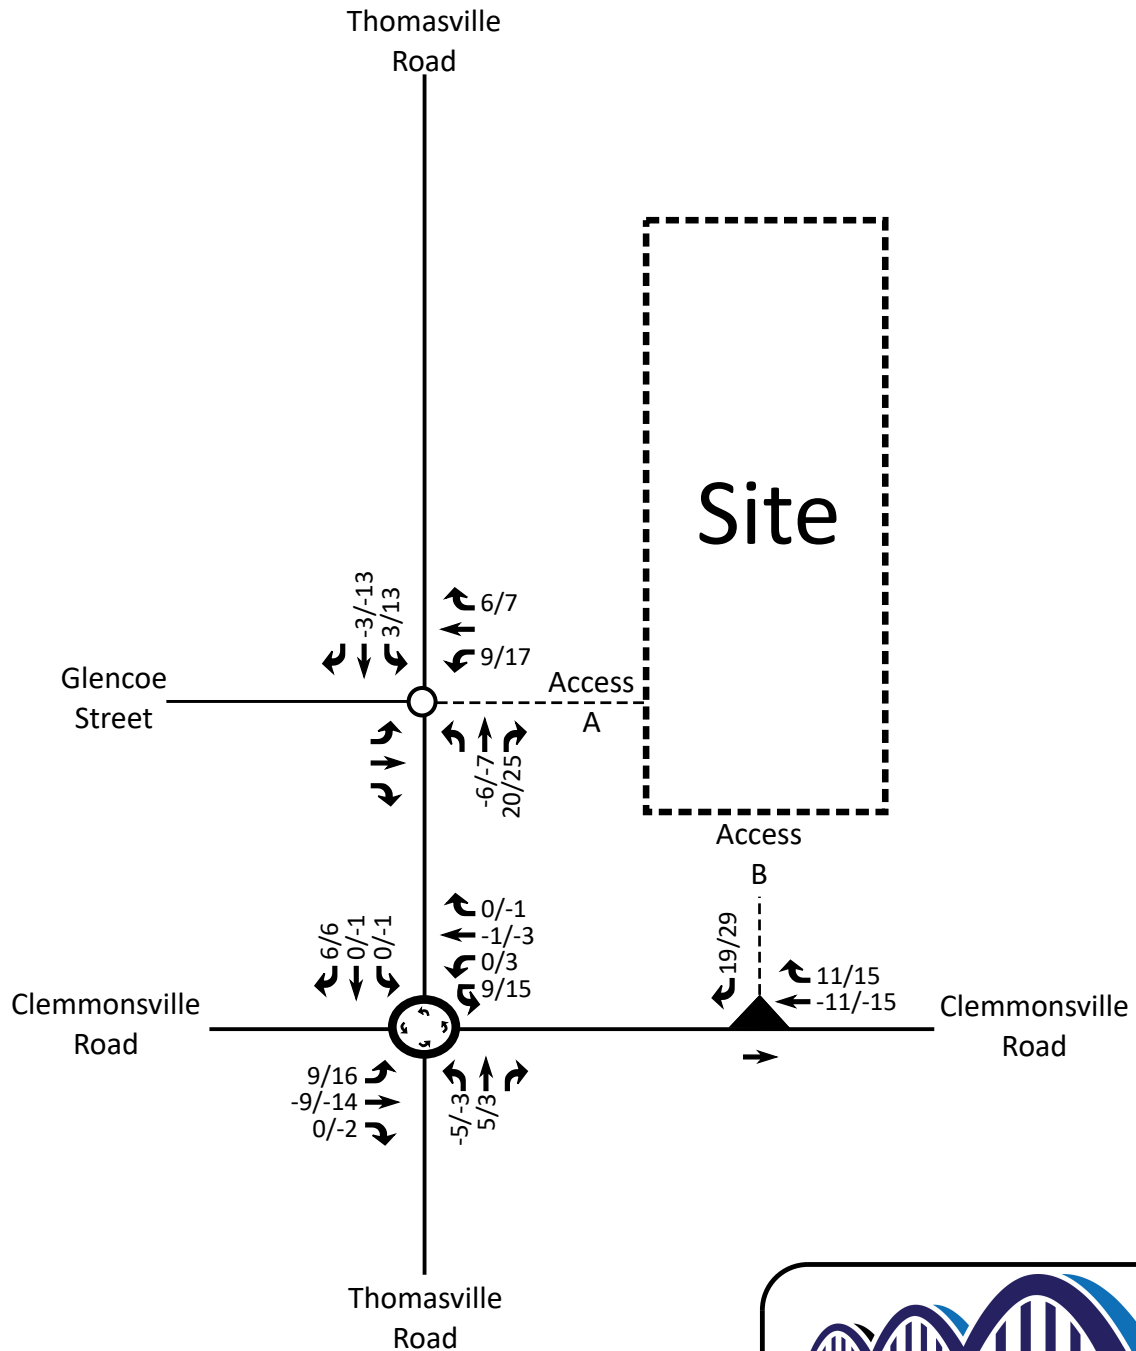 Thomasville
Road
Site
-3/-13
3/13
6/7
9/17
Glencoe
Street
Access
A
-6/-7
20/25
Access
B
6/6
0/-1
0/-1
0/-1
-1/-3
0/3
9/15
19/29
11/15
-11/-15
Clemmonsville
Road
Clemmonsville
Road
9/16
-9/-14
0/-2
-5/-3
5/3
Thomasville
Road